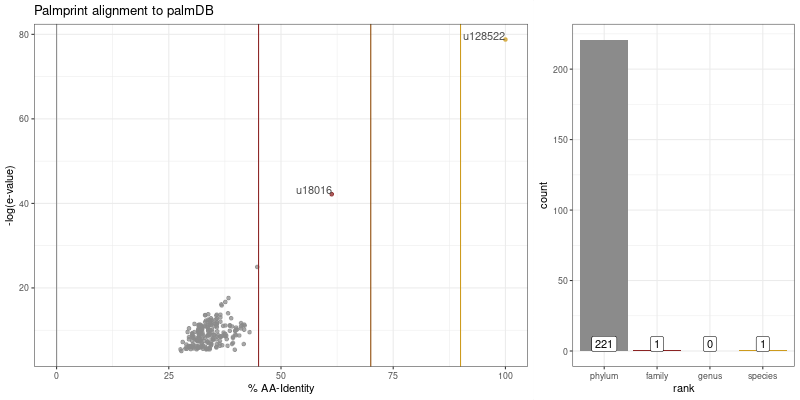 Palmprint alignment to palmDB
80
60
40
20
-log(e-value)
u128522
u18016
0
25
50
75
100
% AA-Identity
200
150
100
50
0
count
221
1
0
1
phylum
family
genus
species
rank